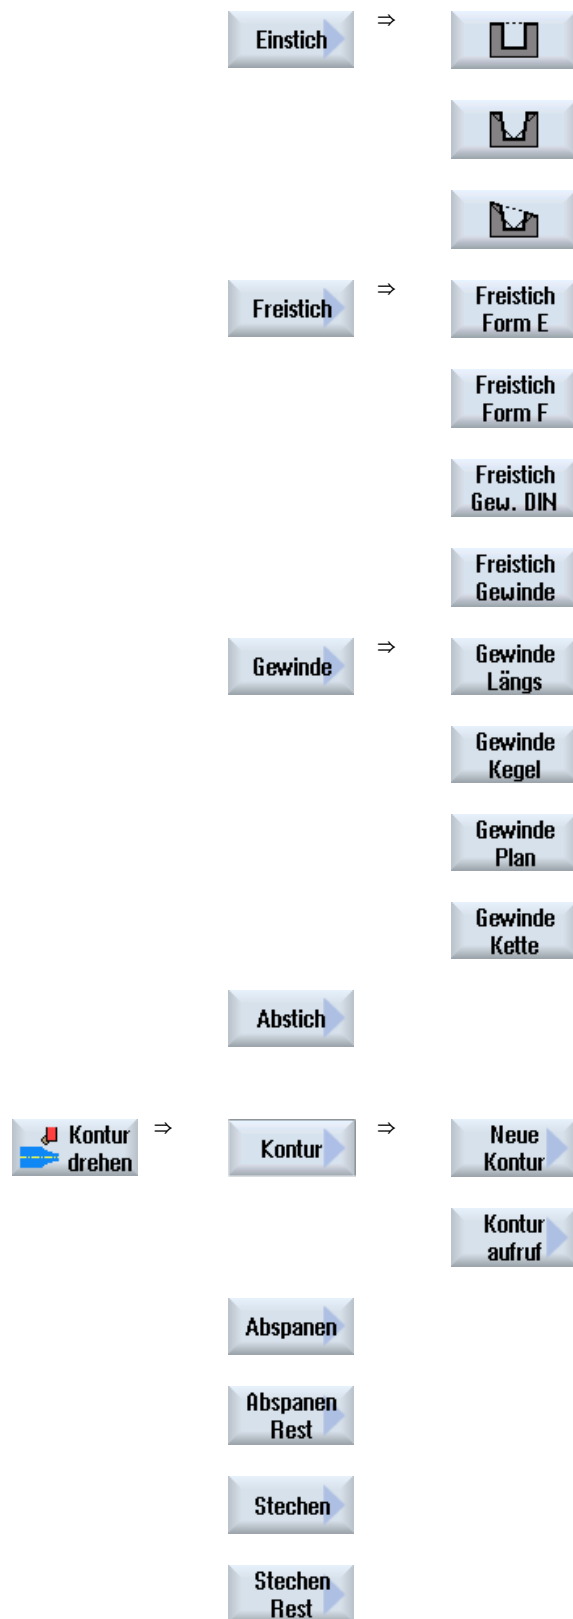 Einstich ⇒
Freistich ⇒ Freistich
Form E
Freistich
Form F
Freistich
Gew. DIN
Freistich
Gewinde
Gewinde ⇒ Gewinde
Längs
Gewinde
Kegel
Gewinde
Plan
Gewinde
Kette
Abstich
Kontur
drehen ⇒ Kontur ⇒ Neue
Kontur
Kontur
aufruf
Abspanen
Abspanen
Rest
Stechen
Stechen
Rest